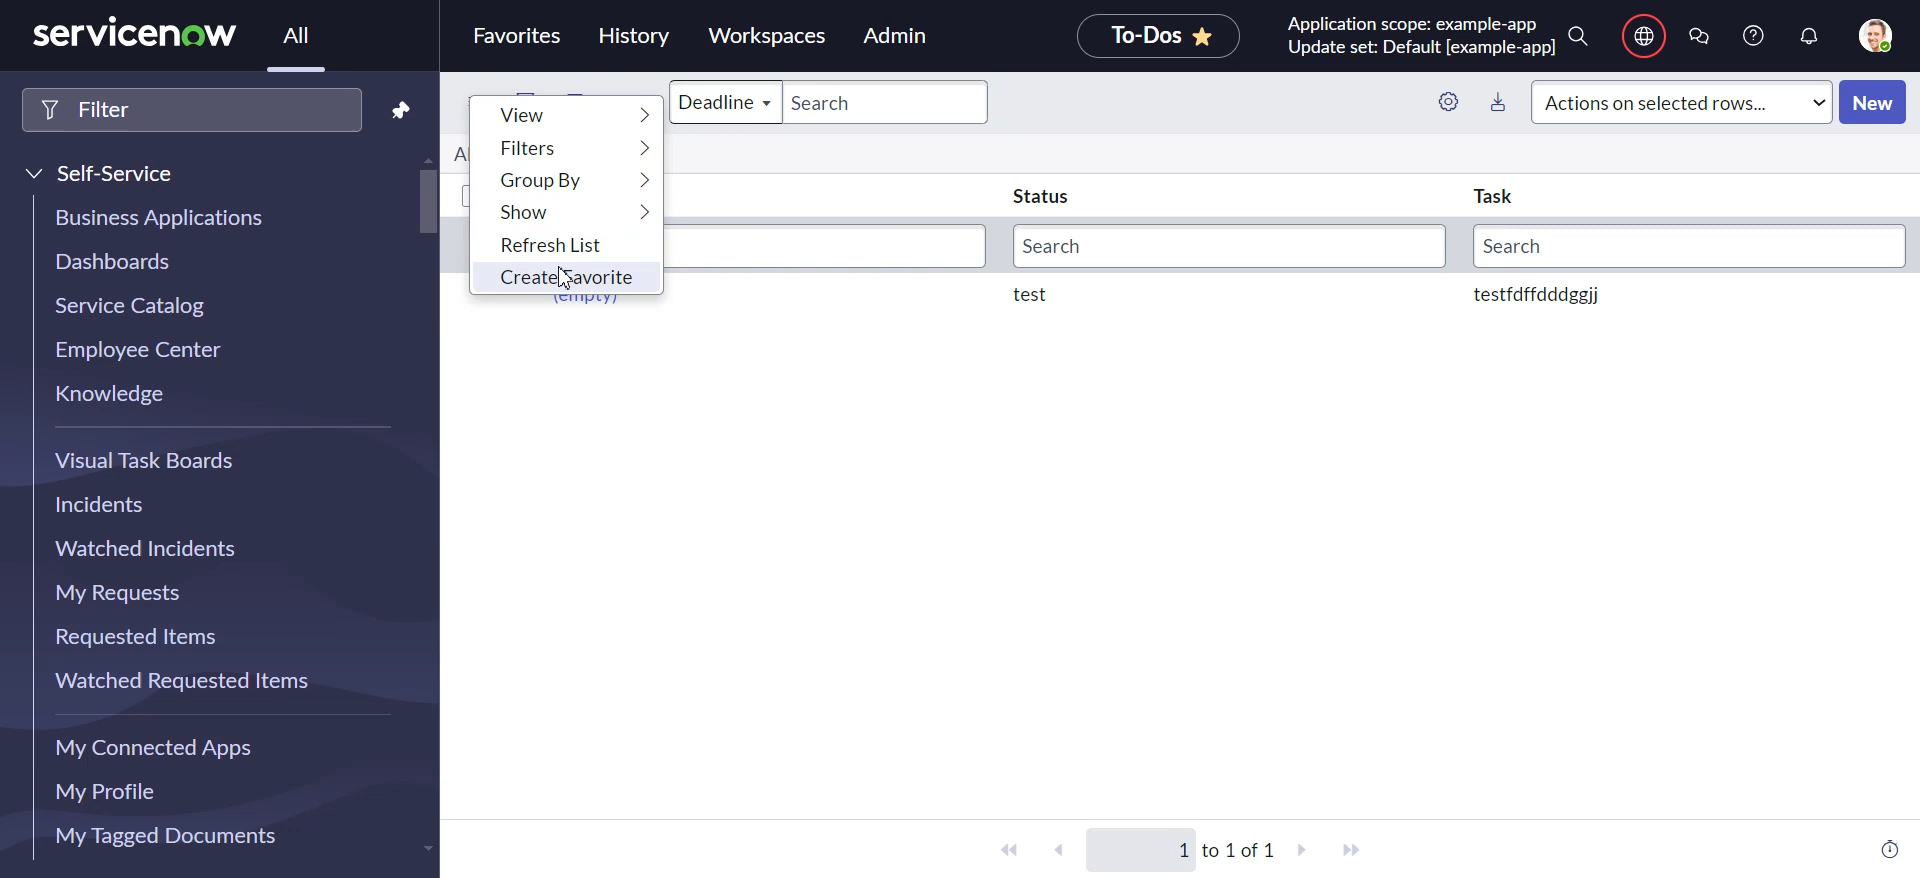 servicenow
All
Favorites
History
Workspaces
Admin
To-Dos
Application scope: example-app
Update set: Default [example-app]
Filter
Self-Service
Business Applications
Dashboards
Service Catalog
Employee Center
Knowledge
Visual Task Boards
Incidents
Watched Incidents
My Requests
Requested Items
Watched Requested Items
My Connected Apps
My Profile
My Tagged Documents
View
Filters
Group By
Show
Refresh List
Create Favorite
Deadline
Search
Actions on selected rows...
New
Status
Task
Search
Search
(empty)
test
testfdffdddggjj
1 to 1 of 1